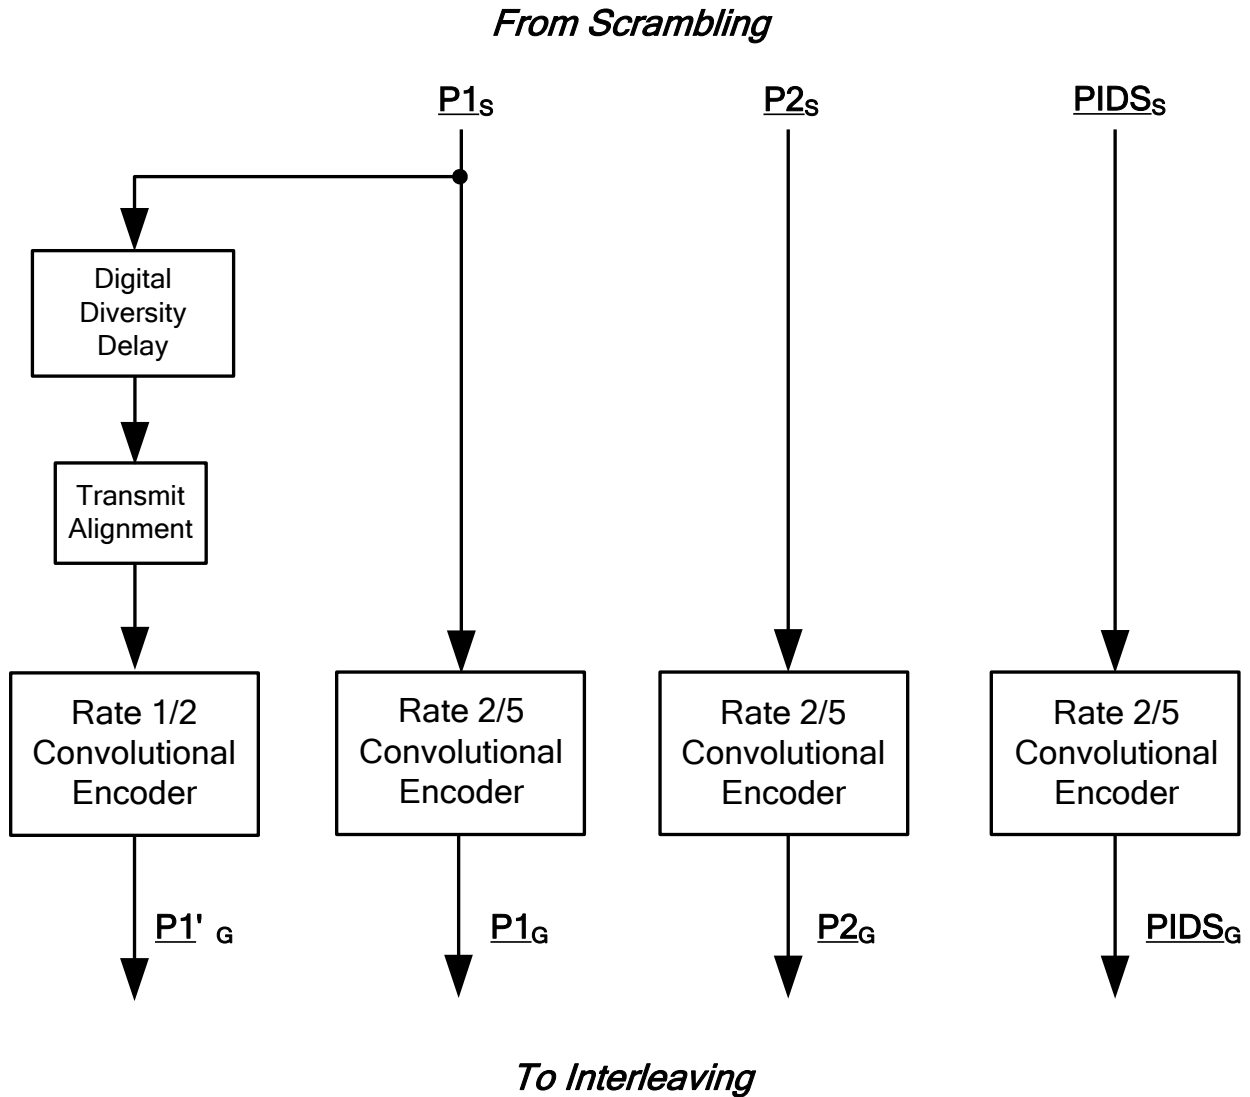 From Scrambling
P1S
P2S
PIDSS
Digital
Diversity
Delay
Transmit
Alignment
Rate 1/2
Convolutional
Encoder
Rate 2/5
Convolutional
Encoder
Rate 2/5
Convolutional
Encoder
Rate 2/5
Convolutional
Encoder
P1' G
P1G
P2G
PIDSG
To Interleaving